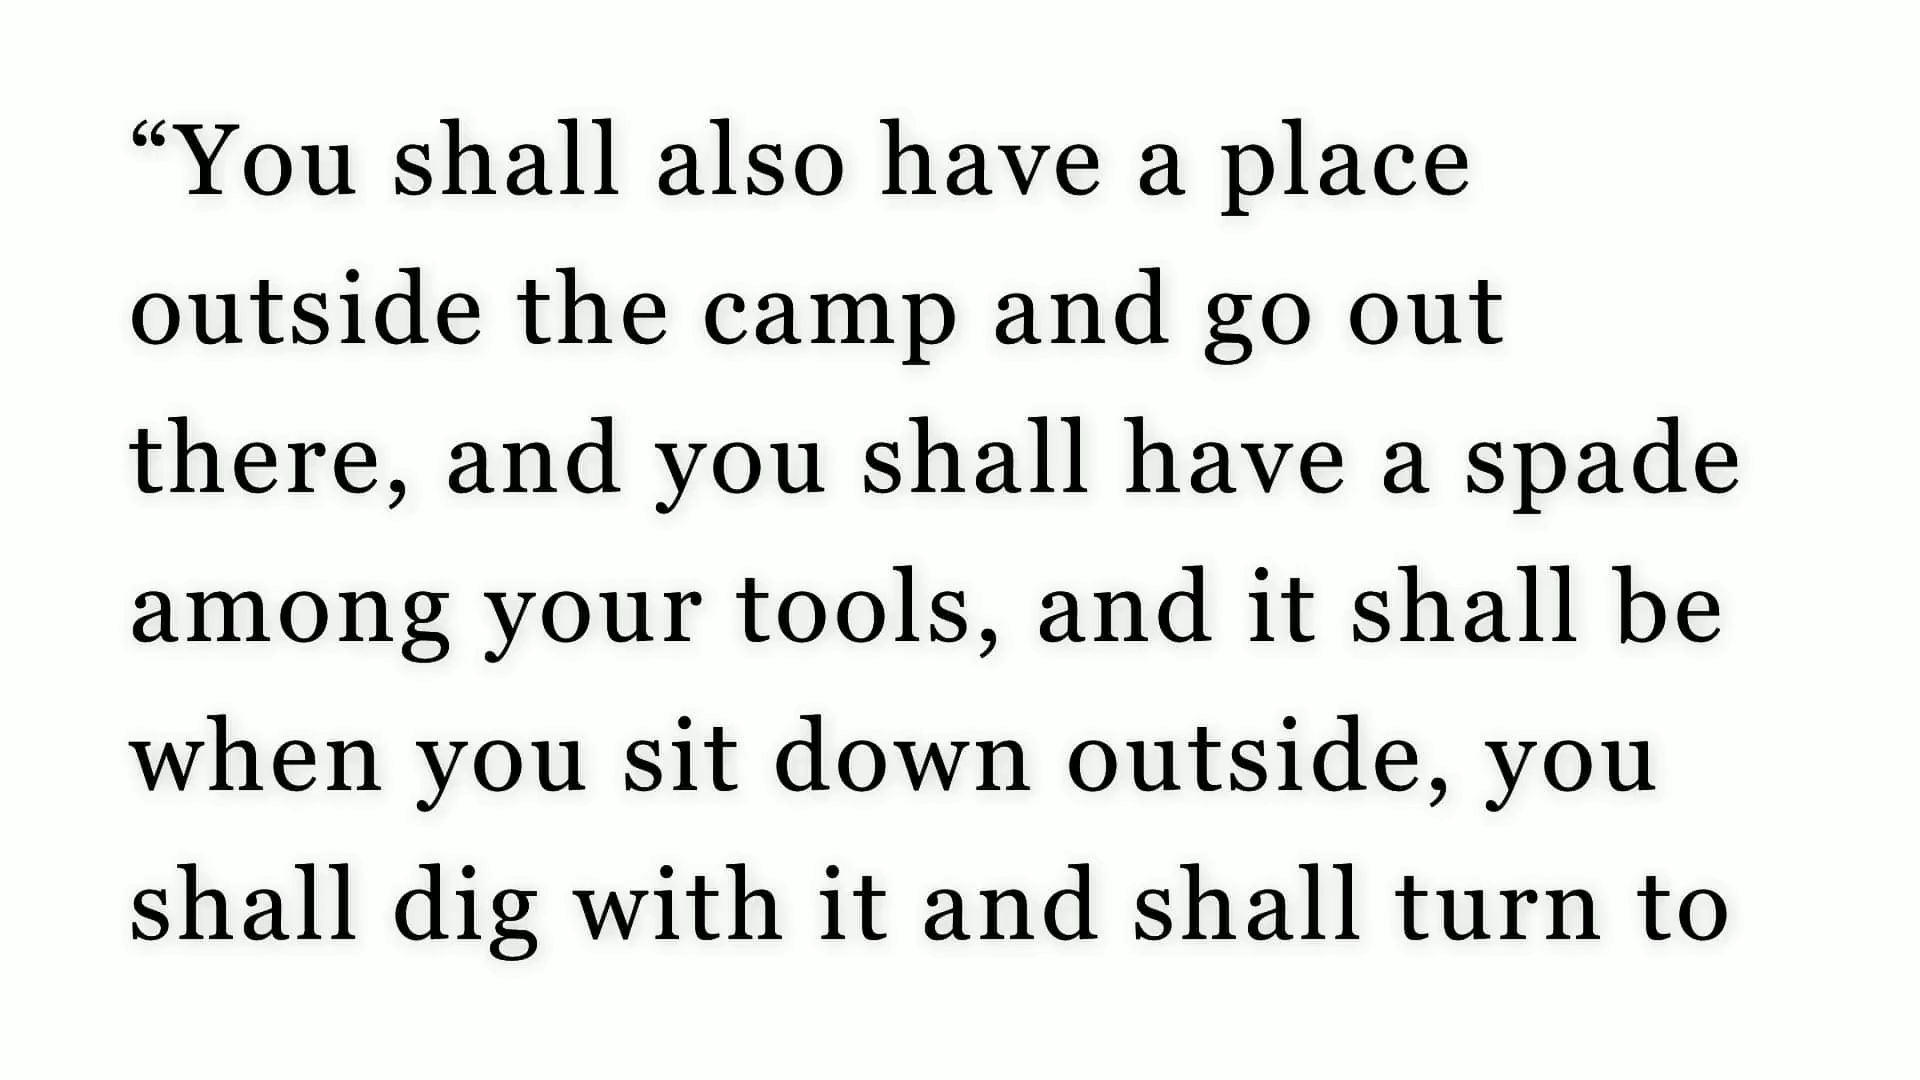 “You shall also have a place
outside the camp and go out
there, and you shall have a spade
among your tools, and it shall be
when you sit down outside, you
shall dig with it and shall turn to